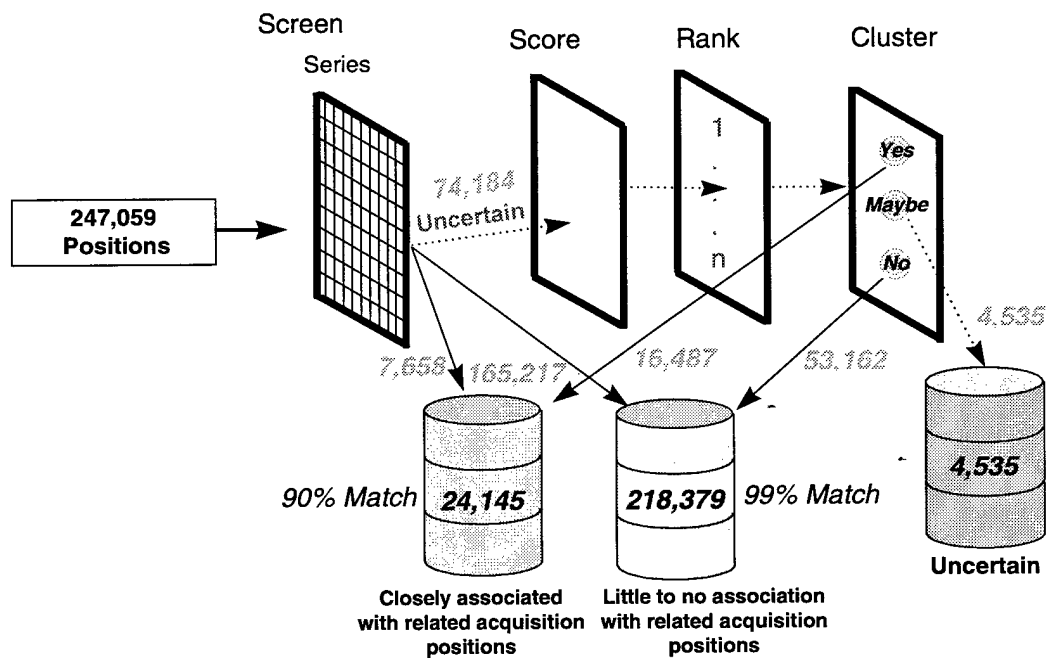 Screen
Series
Score
Rank
Cluster
247,059
Positions
74,184
Uncertain
1
.
.
n
Yes
Maybe
No
7,658
165,217
16,487
53,162
4,535
90% Match
24,145
218,379
99% Match
4,535
Uncertain
Closely associated
with related acquisition
positions
Little to no association
with related acquisition
positions